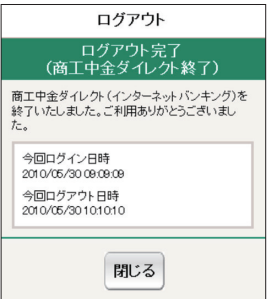 ログアウト
ログアウト完了
(商工中金ダイレクト終了)
商工中金ダイレクト(インターネットバンキング)を
終了いたしました。ご利用ありがとうございまし
た。
今回ログイン日時
2010/05/30 09:09:09
今回ログアウト日時
2010/05/30 10:10:10
閉じる